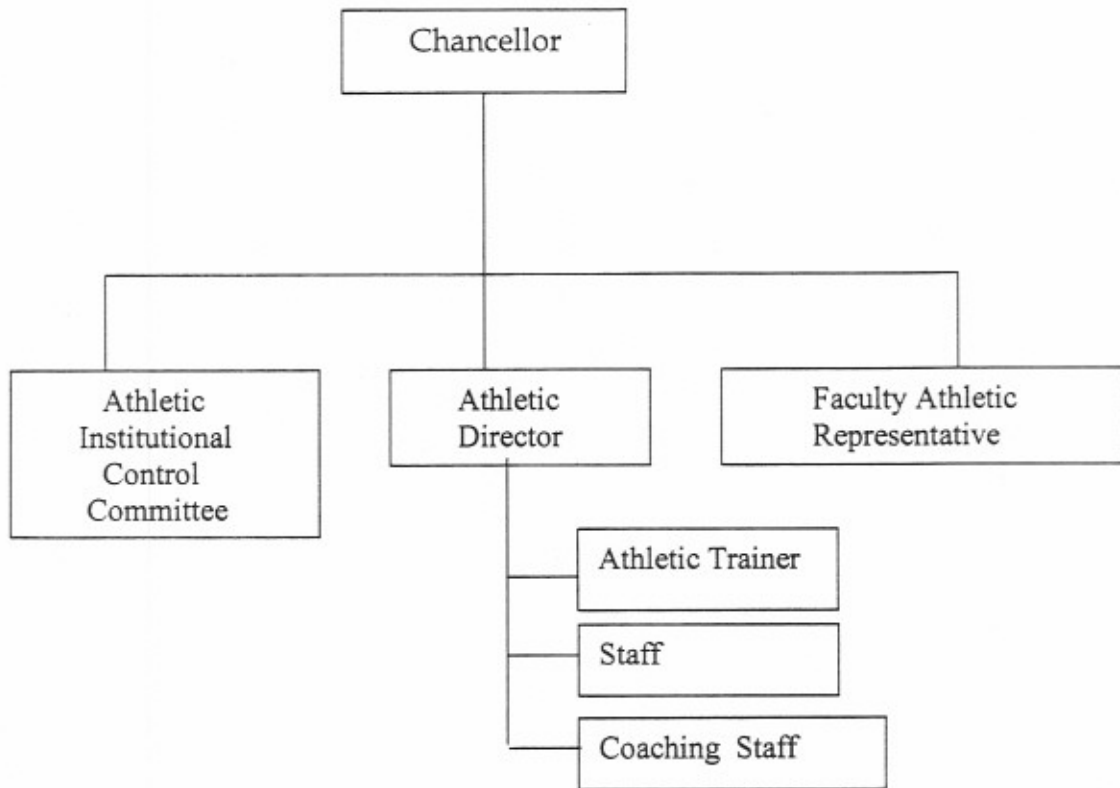 Chancellor
Athletic
Institutional
Control
Committee
Athletic
Director
Faculty Athletic
Representative
Athletic Trainer
Staff
Coaching Staff